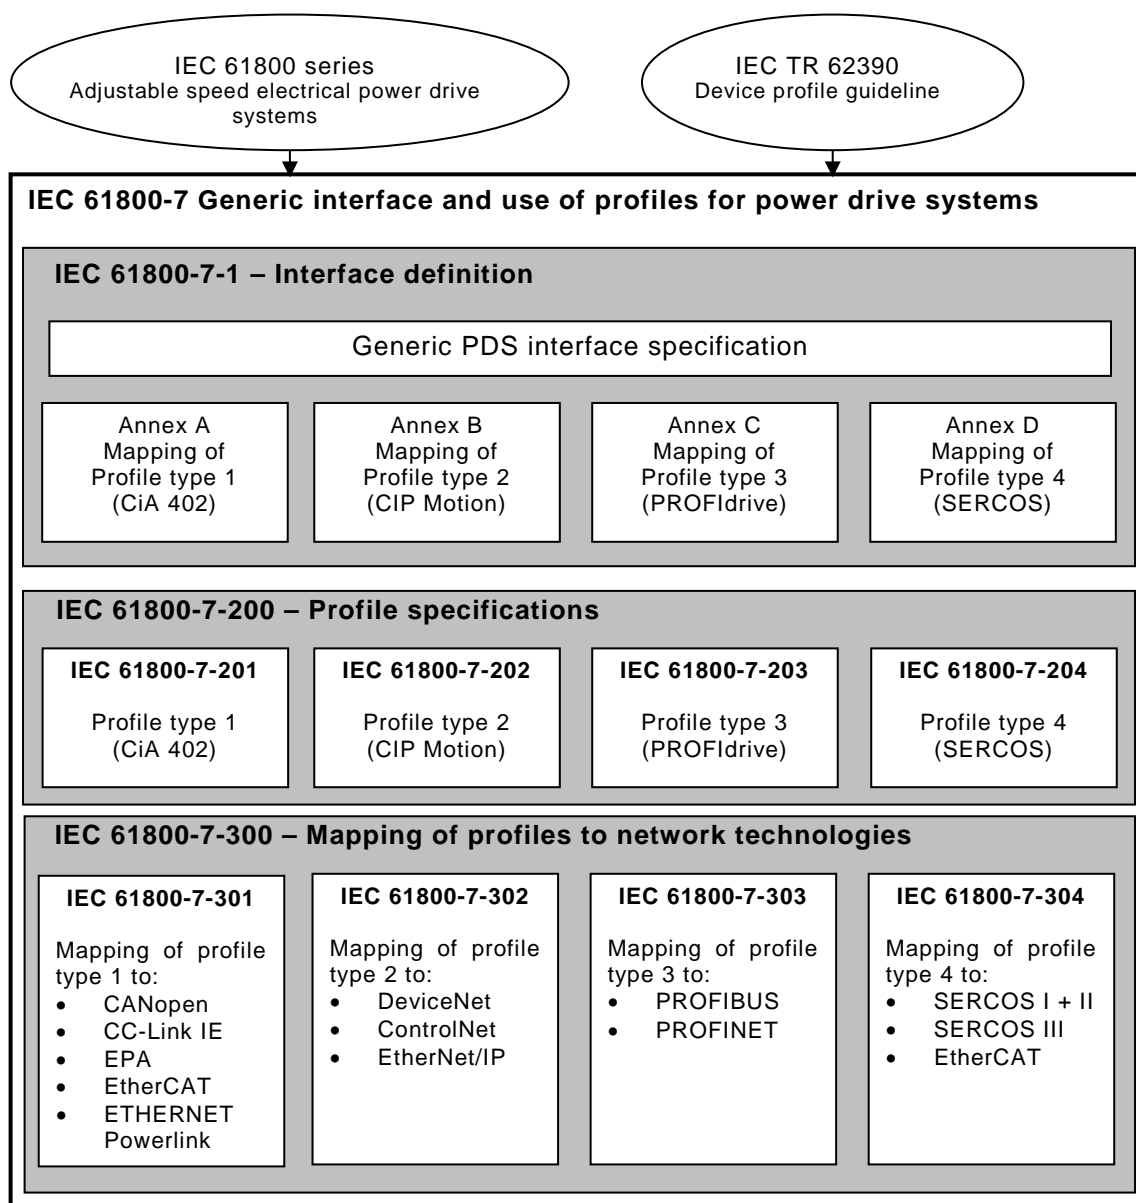 IEC 61800 series
Adjustable speed electrical power drive
systems
IEC TR 62390
Device profile guideline
IEC 61800-7 Generic interface and use of profiles for power drive systems
IEC 61800-7-1 – Interface definition
Generic PDS interface specification
Annex A
Mapping of
Profile type 1
(CiA 402)
Annex B
Mapping of
Profile type 2
(CIP Motion)
Annex C
Mapping of
Profile type 3
(PROFIdrive)
Annex D
Mapping of
Profile type 4
(SERCOS)
IEC 61800-7-200 – Profile specifications
IEC 61800-7-201
Profile type 1
(CiA 402)
IEC 61800-7-202
Profile type 2
(CIP Motion)
IEC 61800-7-203
Profile type 3
(PROFIdrive)
IEC 61800-7-204
Profile type 4
(SERCOS)
IEC 61800-7-300 – Mapping of profiles to network technologies
IEC 61800-7-301
Mapping of profile
type 1 to:
• CANopen
• CC-Link IE
• EPA
• EtherCAT
• ETHERNET
Powerlink
IEC 61800-7-302
Mapping of profile
type 2 to:
• DeviceNet
• ControlNet
• EtherNet/IP
IEC 61800-7-303
Mapping of profile
type 3 to:
• PROFIBUS
• PROFINET
IEC 61800-7-304
Mapping of profile
type 4 to:
• SERCOS I + II
• SERCOS III
• EtherCAT